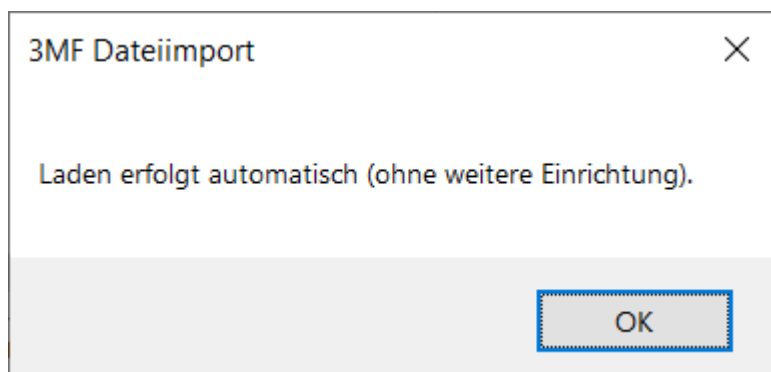 3MF Dateiimport
Laden erfolgt automatisch (ohne weitere Einrichtung).
OK